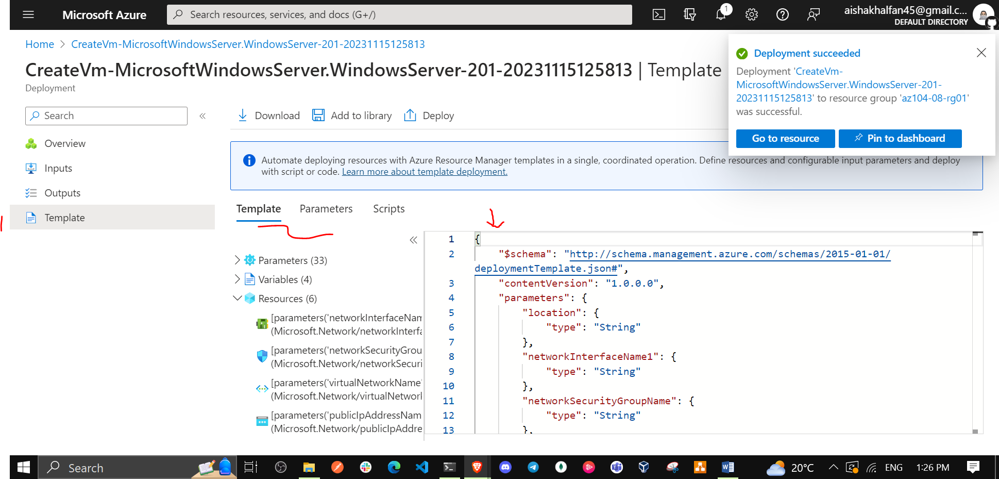 Microsoft Azure
Search resources, services, and docs (G+/)
1
aishakhalfan45@gmail.c...
DEFAULT DIRECTORY
Home > CreateVm-MicrosoftWindowsServer.WindowsServer-201-20231115125813
CreateVm-MicrosoftWindowsServer.WindowsServer-201-20231115125813 | Template
Deployment
Deployment succeeded
Deployment 'CreateVm-
MicrosoftWindowsServer.WindowsServer-201-
20231115125813' to resource group 'az104-08-rg01'
was successful.
Go to resource
Pin to dashboard
Search
«
Overview
Inputs
Outputs
Template
Download
Add to library
Deploy
Automate deploying resources with Azure Resource Manager templates in a single, coordinated operation. Define resources and configurable input parameters and deploy
with script or code. Learn more about template deployment.
Template Parameters Scripts
«
Parameters (33)
Variables (4)
Resources (6)
[parameters('networkInterfaceNam
(Microsoft.Network/networkInterfa
[parameters('networkSecurityGrou
(Microsoft.Network/networkSecuri
[parameters('virtualNetworkName'
(Microsoft.Network/virtualNetwork
[parameters('publicIpAddressNam
(Microsoft.Network/publicIpAddre
1 {
2 "$schema": "http://schema.management.azure.com/schemas/2015-01-01/
deploymentTemplate.json#",
3 "contentVersion": "1.0.0.0",
4 "parameters": {
5 "location": {
6 "type": "String"
7 },
8 "networkInterfaceName1": {
9 "type": "String"
10 },
11 "networkSecurityGroupName": {
12 "type": "String"
13 },
Search
20°C
ENG
1:26 PM